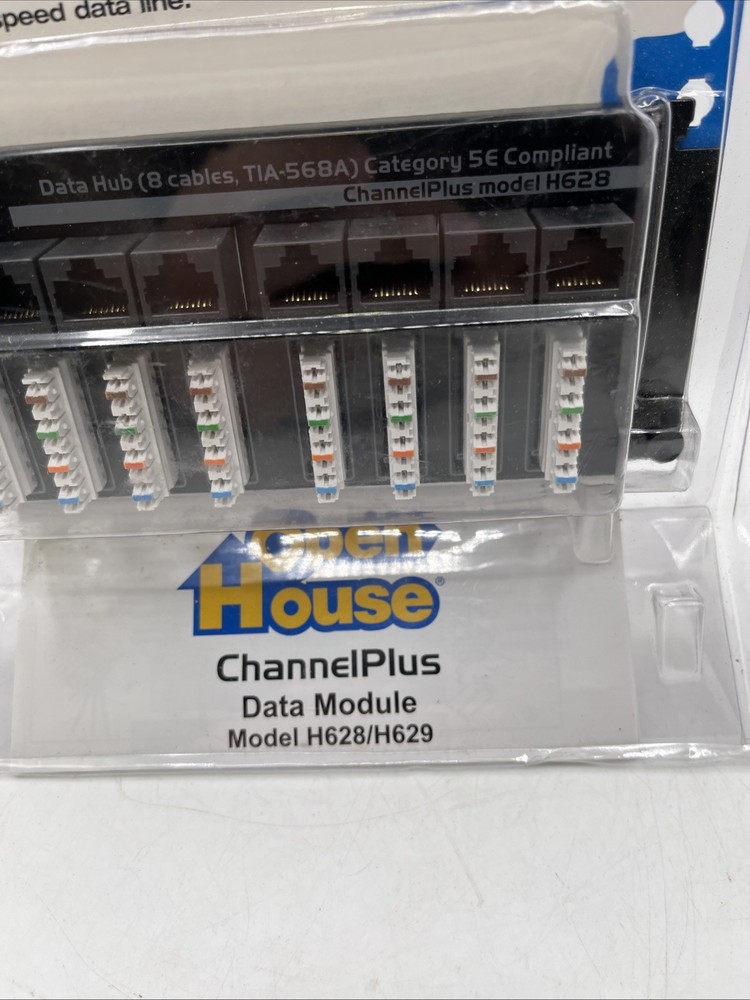 speed data line.
Data Hub (8 cables, TIA-568A) Category 5E Compliant
ChannelPlus model H628
Open
House®
ChannelPlus
Data Module
Model H628/H629